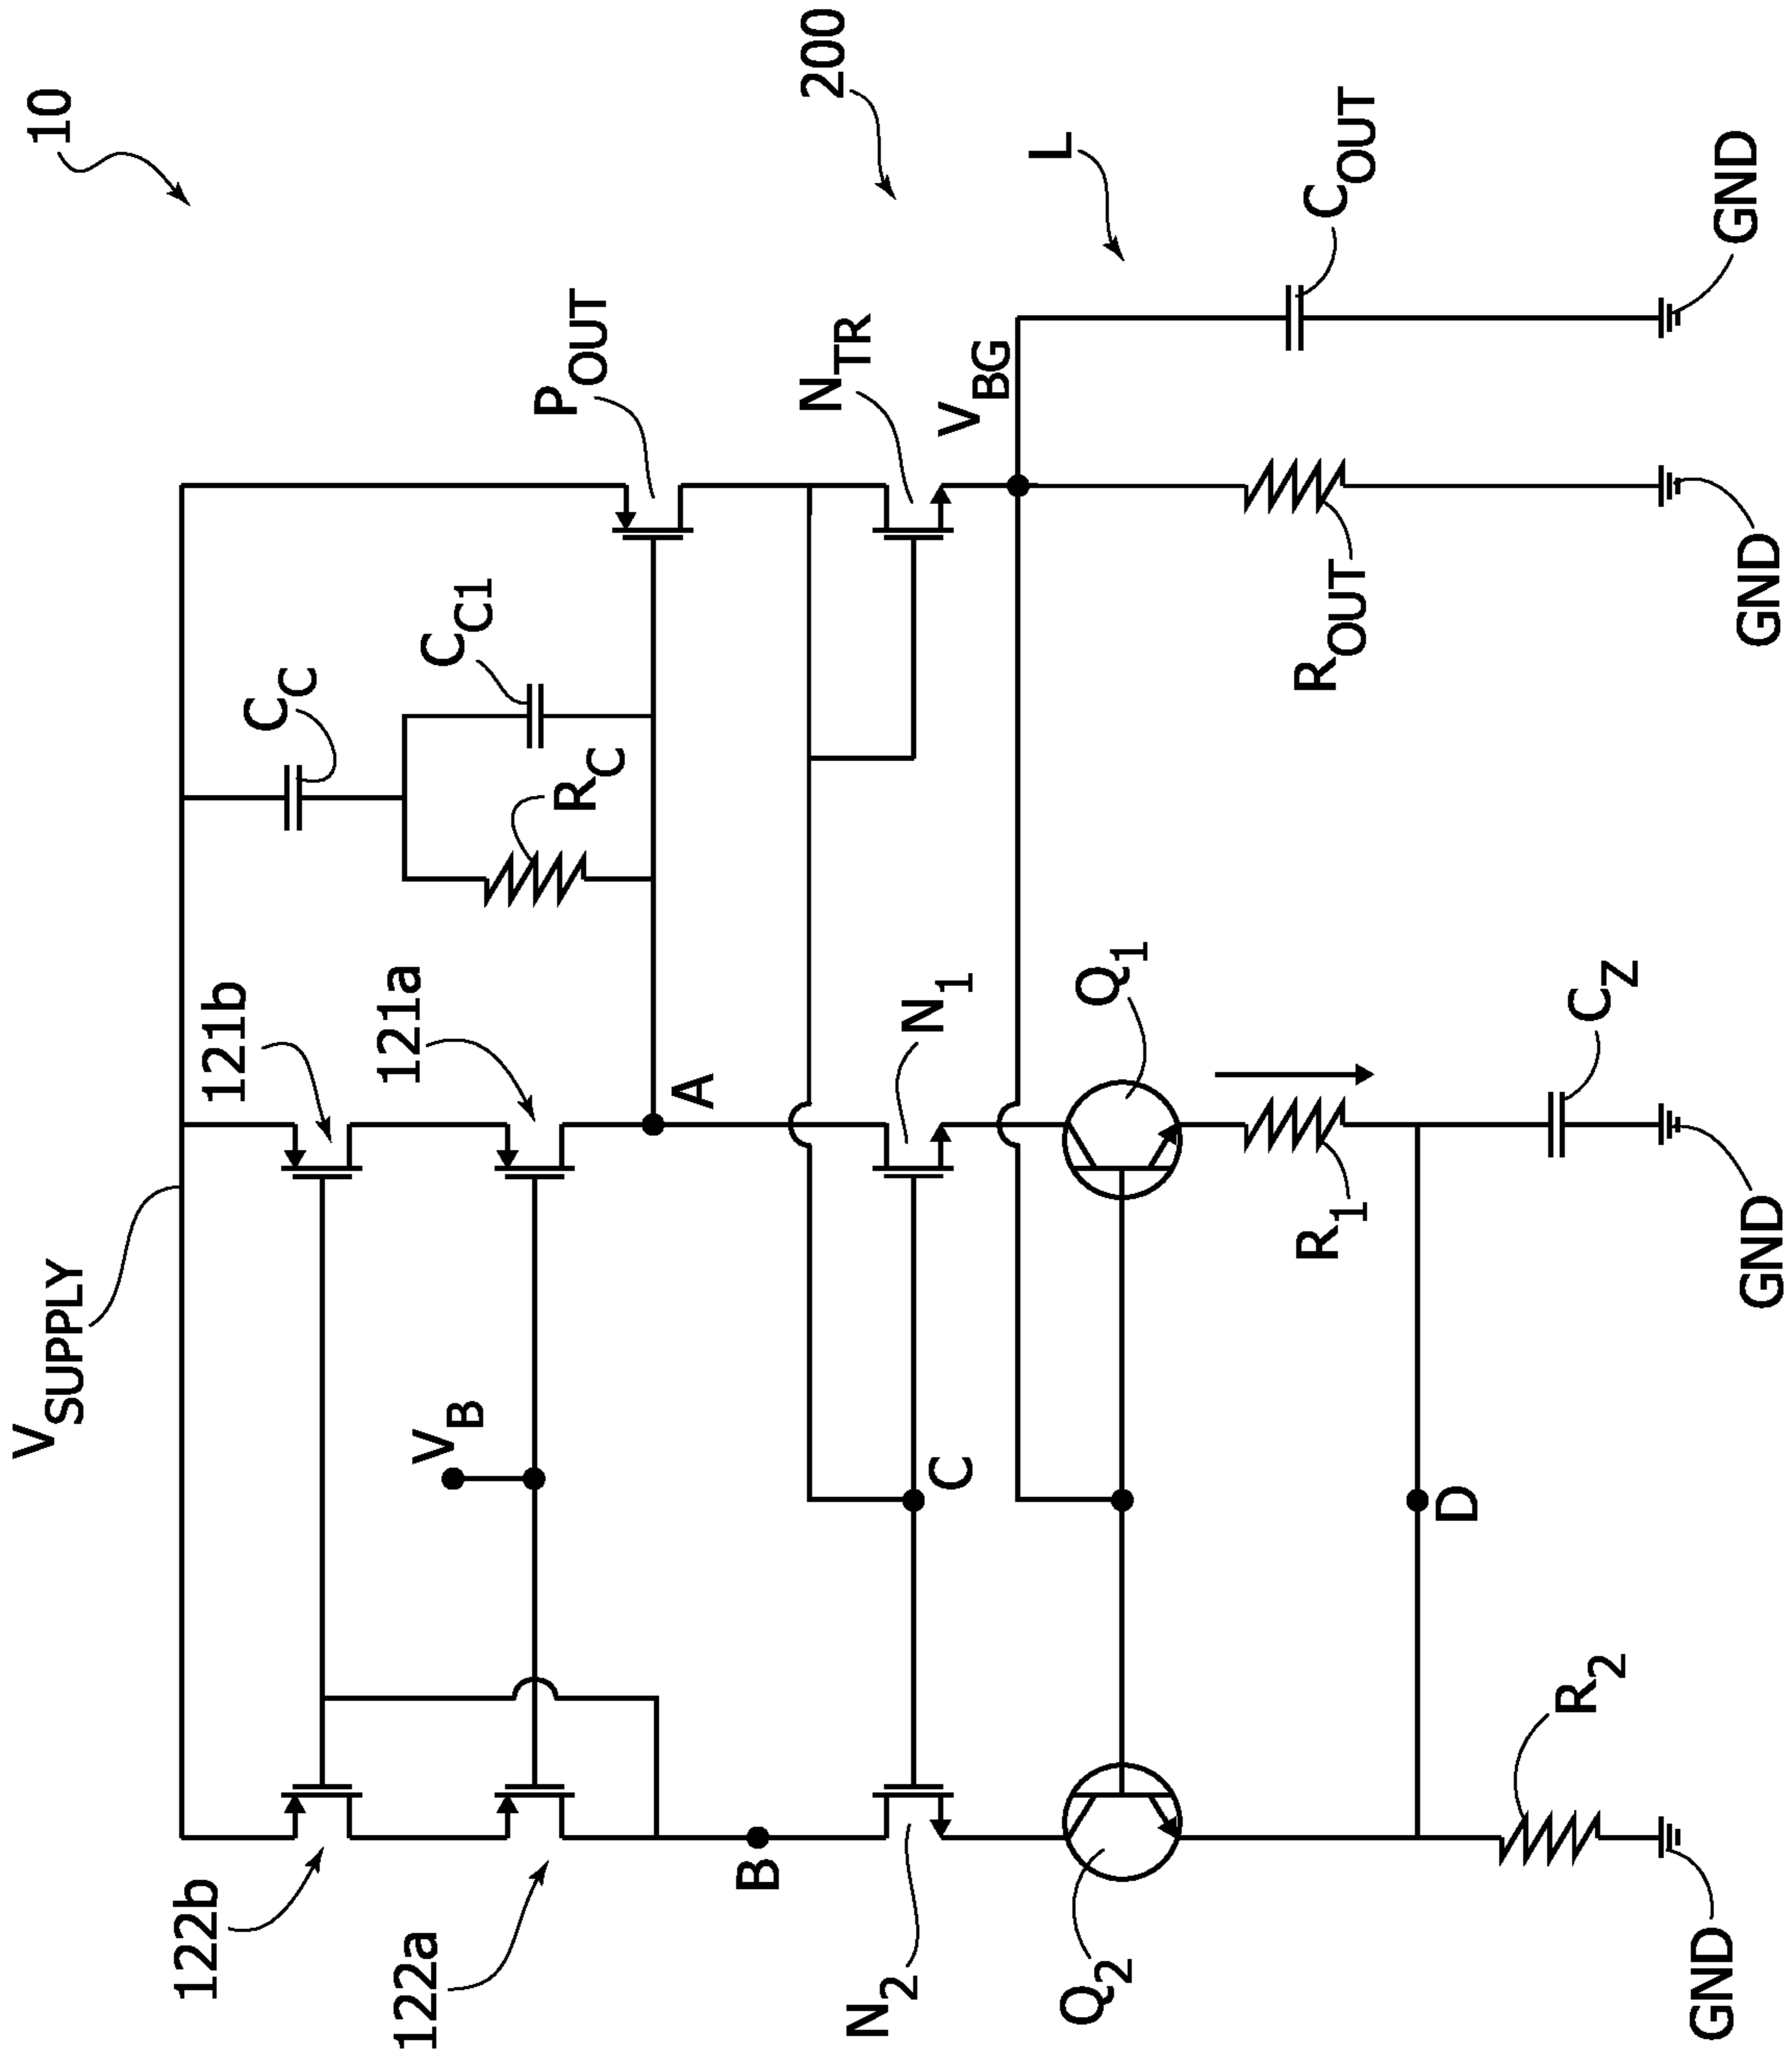 10
200
V_SUPPLY
122b
121b
C_C
122a
V_B
121a
C_C1
R_C
P_OUT
A
B
N_2
C
N_1
N_TR
V_BG
L
Q_2
Q_1
C_OUT
R_1
R_OUT
D
R_2
C_Z
GND
GND
GND
GND